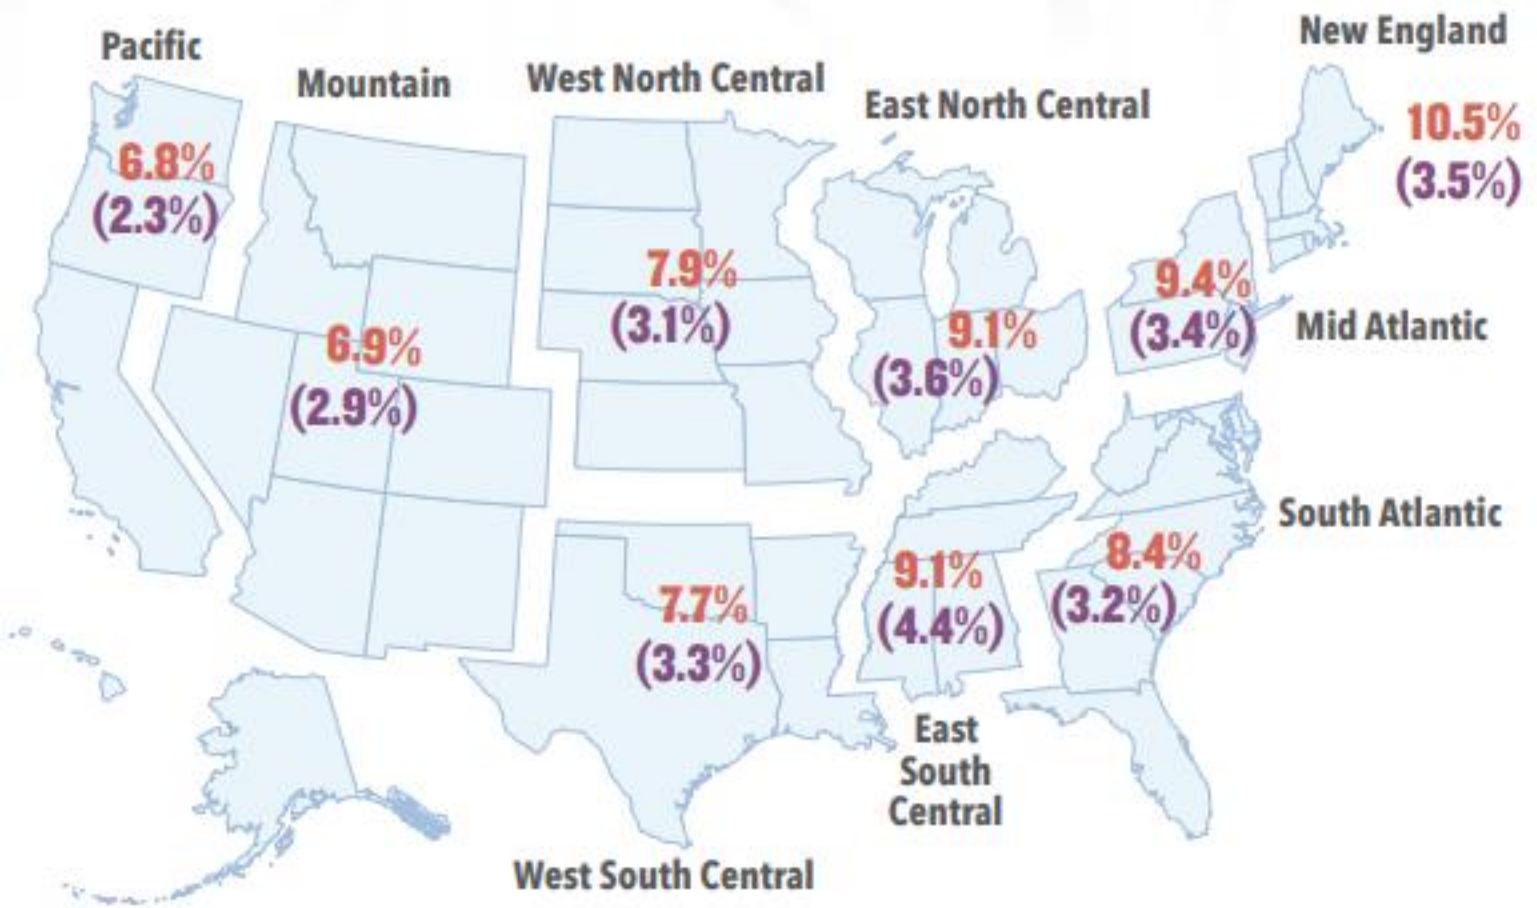 Pacific
6.8%
(2.3%)
Mountain
6.9%
(2.9%)
West North Central
7.9%
(3.1%)
East North Central
9.1%
(3.6%)
New England
10.5%
(3.5%)
9.4%
(3.4%)
Mid Atlantic
South Atlantic
8.4%
(3.2%)
9.1%
(4.4%)
East
South
Central
7.7%
(3.3%)
West South Central